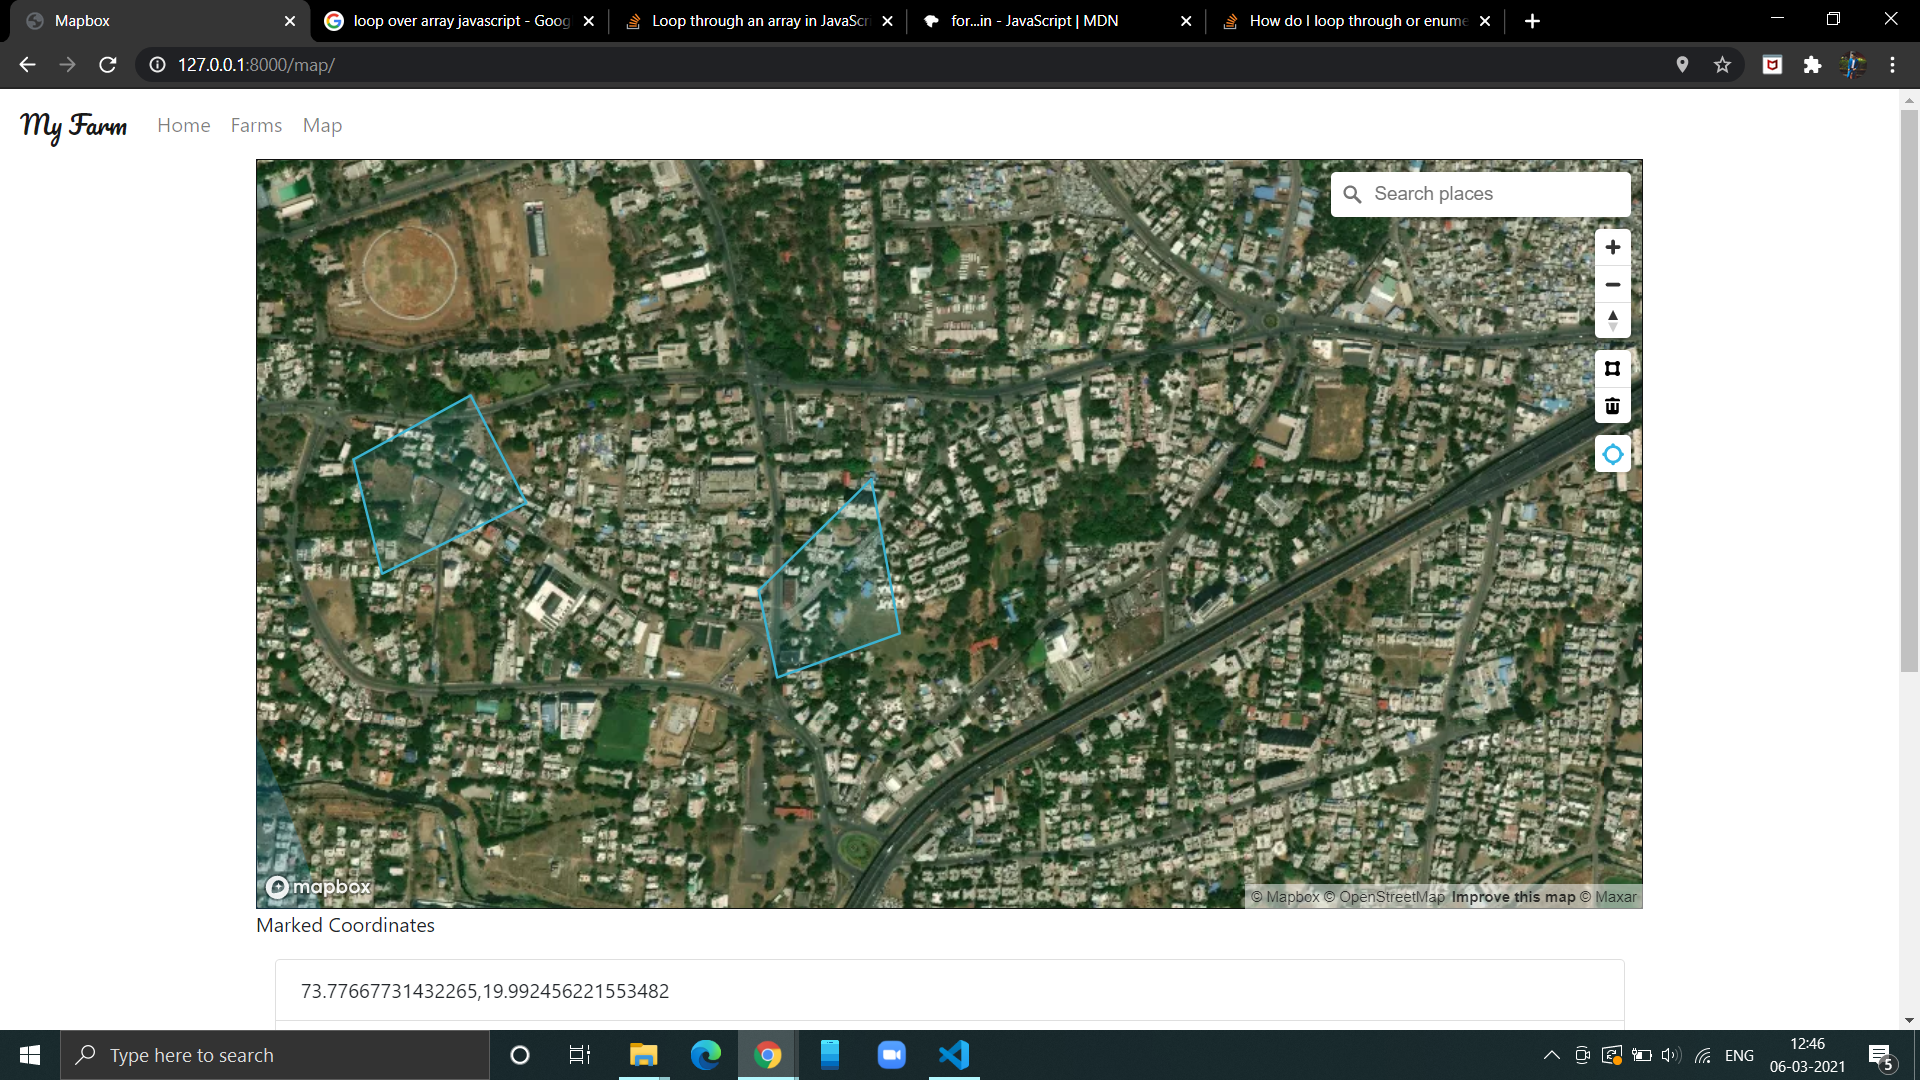 Mapbox
loop over array javascript - Goog
Loop through an array in JavaScri
for...in - JavaScript | MDN
How do I loop through or enume
127.0.0.1:8000/map/
My Farm
Home
Farms
Map
Search places
mapbox
© Mapbox © OpenStreetMap Improve this map © Maxar
Marked Coordinates
73.77667731432265,19.992456221553482
Type here to search
ENG
12:46
06-03-2021
5